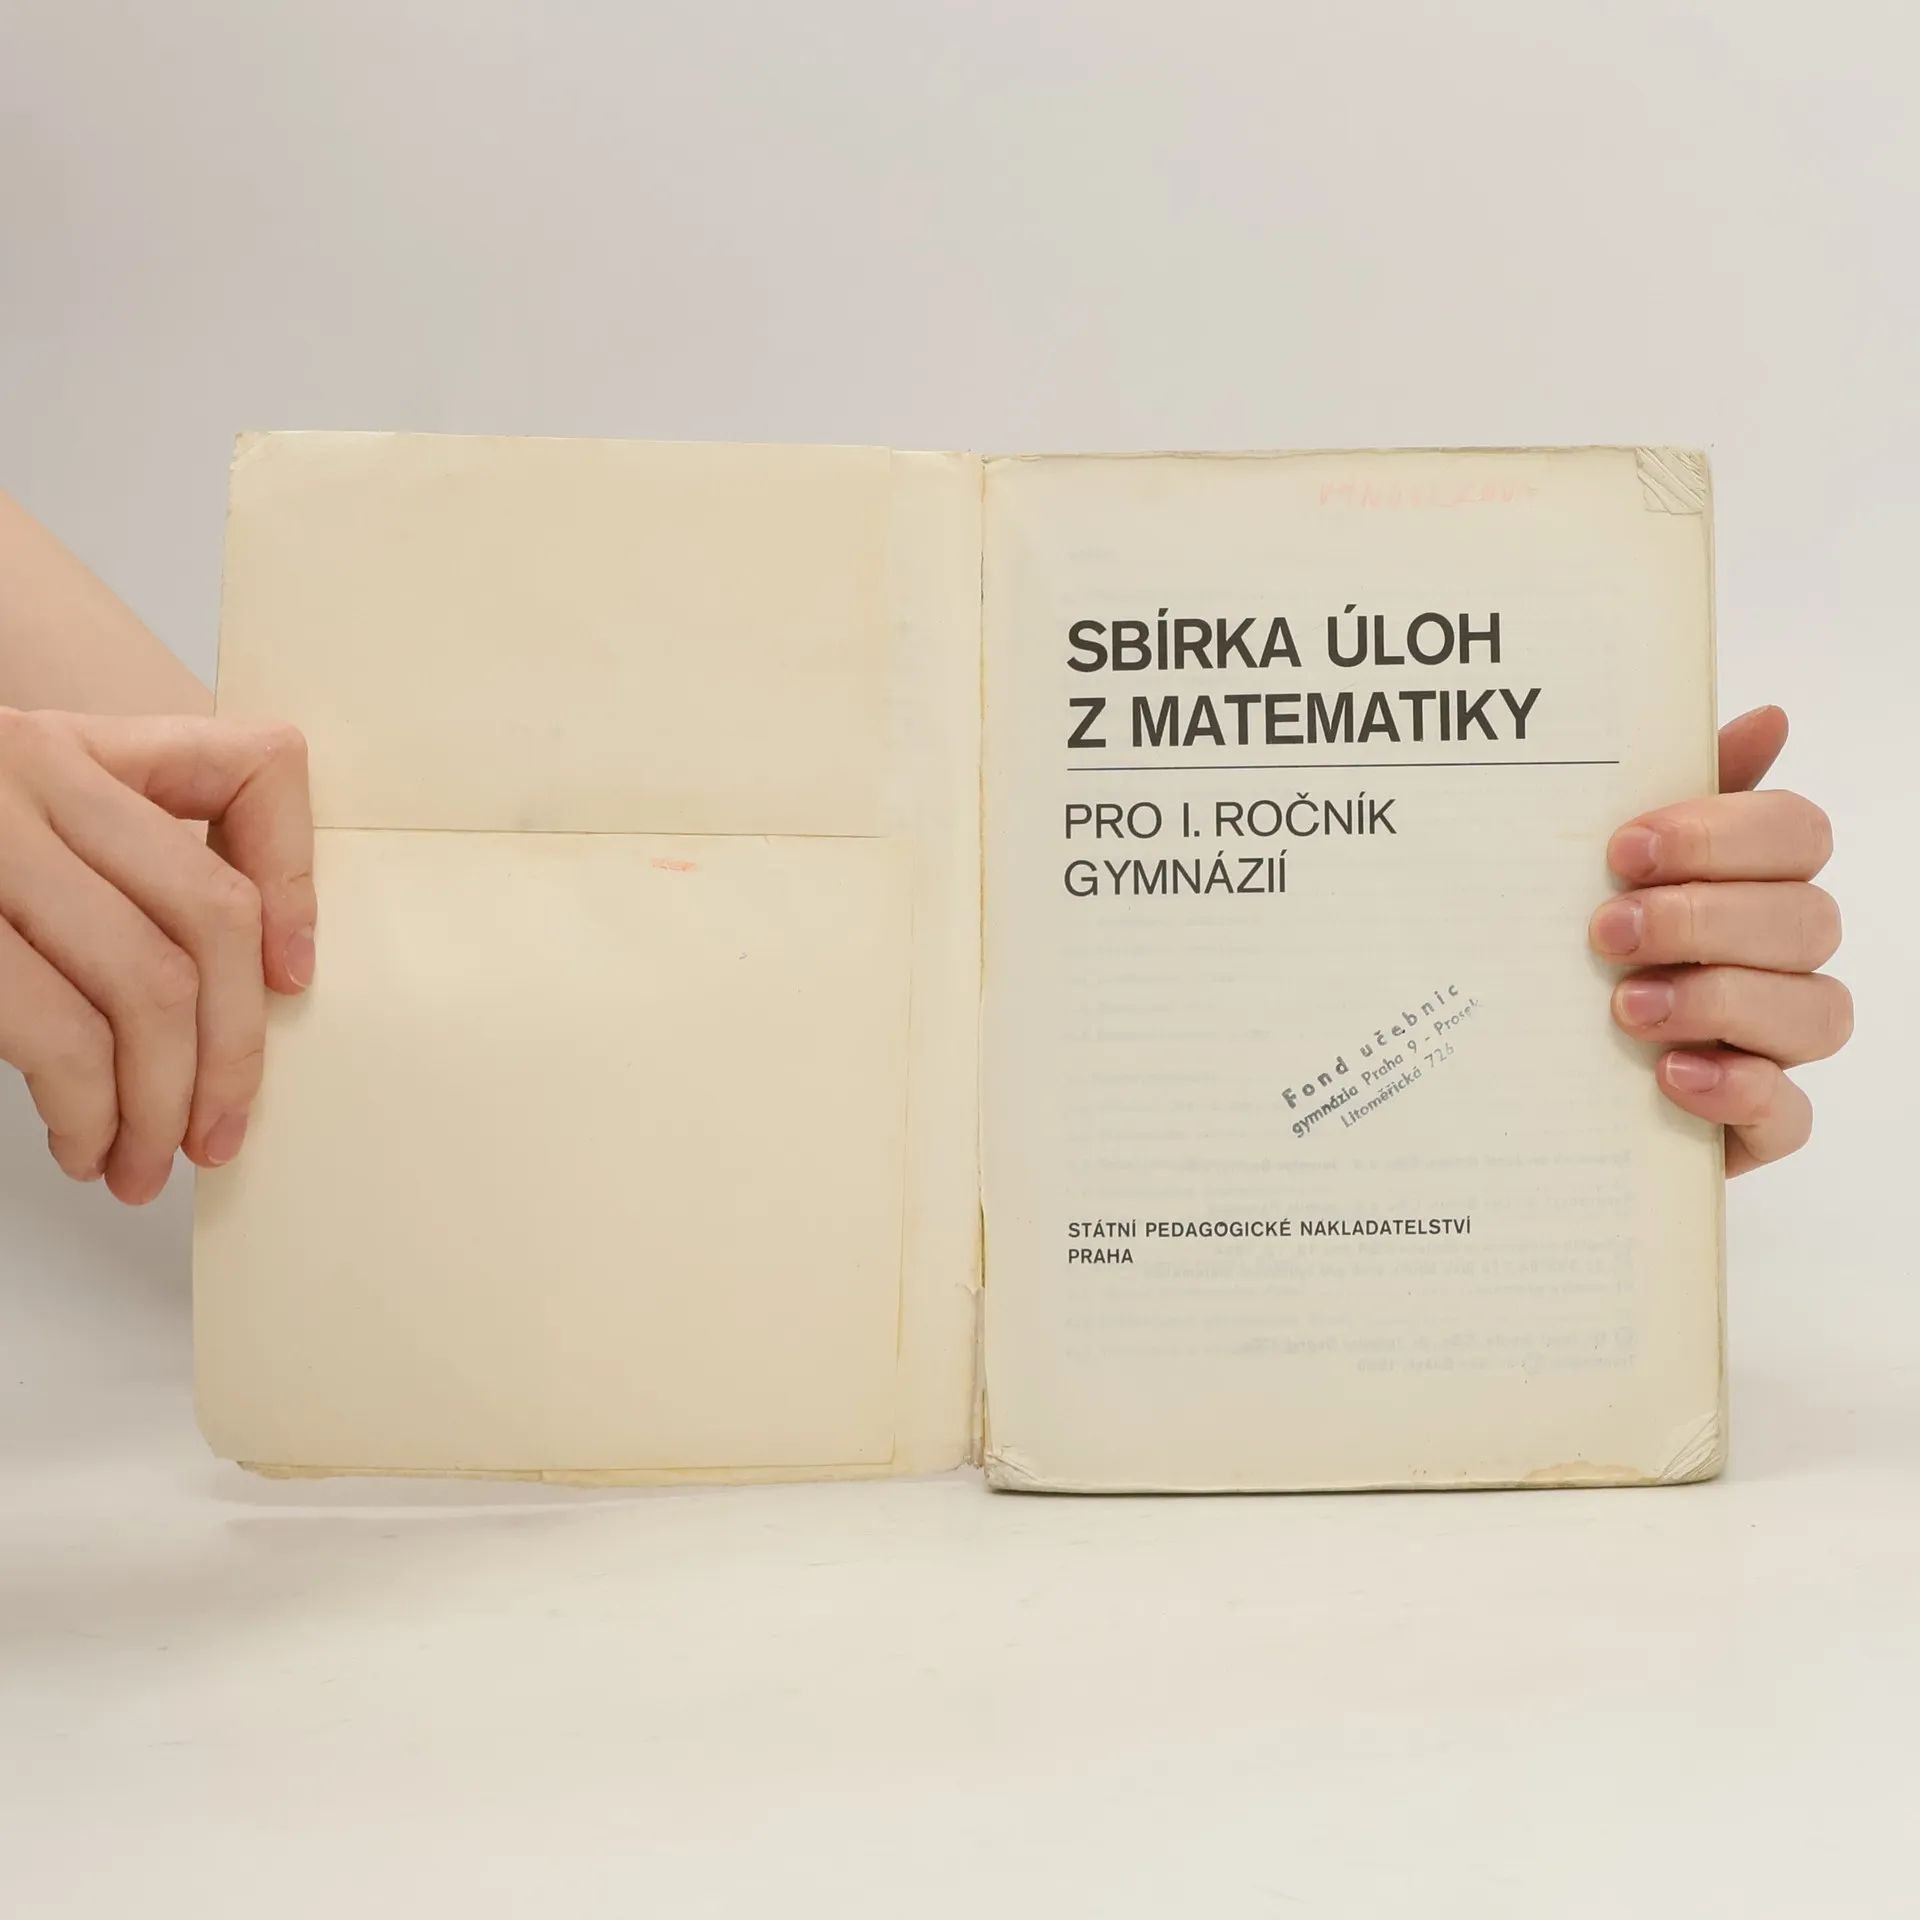 SBÍRKA ÚLOH
Z MATEMATIKY
PRO I. ROČNÍK
GYMNÁZIÍ
Fond učebnic
gymnázia Praha 9 - Prosek
Litoměřická 726
STÁTNÍ PEDAGOGICKÉ NAKLADATELSTVÍ
PRAHA